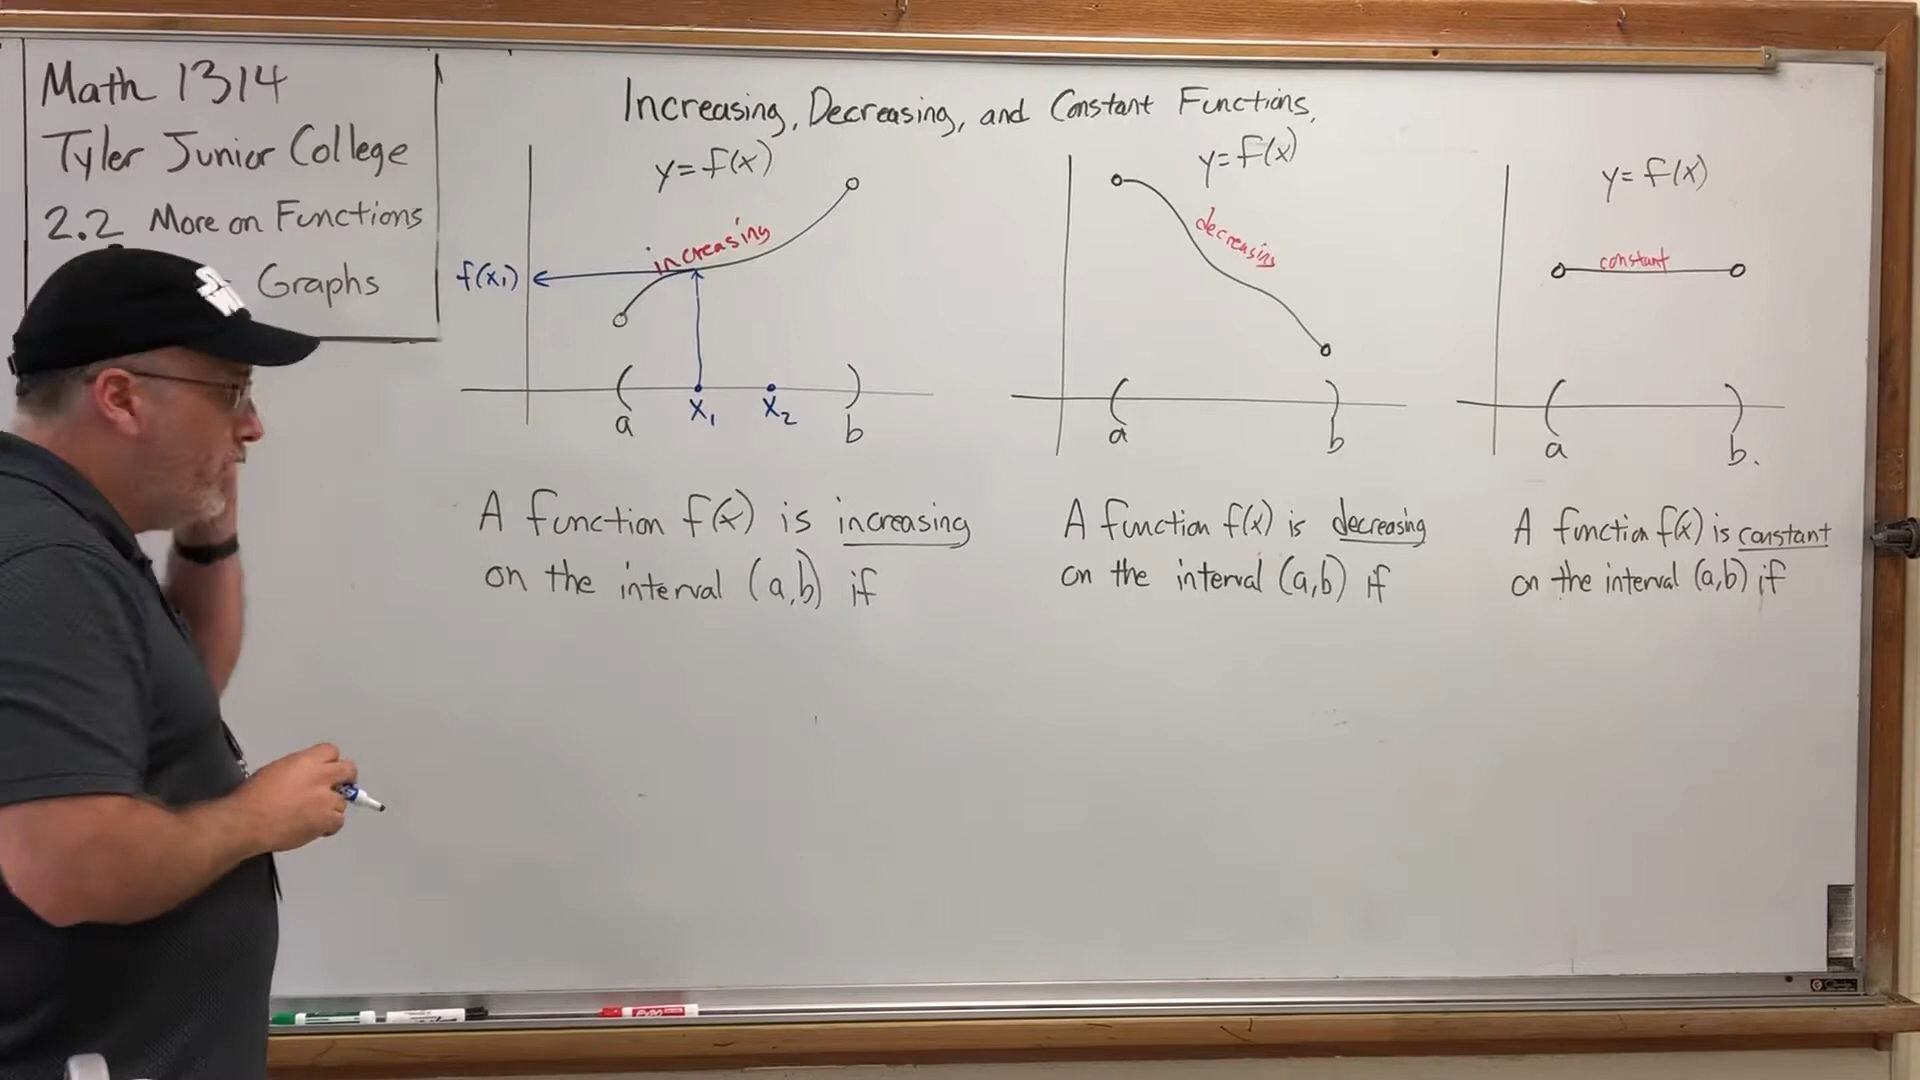 Math 1314
Tyler Junior College
2.2 More on Functions
Graphs
Increasing, Decreasing, and Constant Functions.
y=f(x)
increasing
f(x₁)
a
x₁
x₂
b
A function f(x) is increasing
on the interval (a,b) if
y=f(x)
decreasing
a
b
A function f(x) is decreasing
on the interval (a,b) if
y=f(x)
constant
a
b.
A function f(x) is constant
on the interval (a,b) if